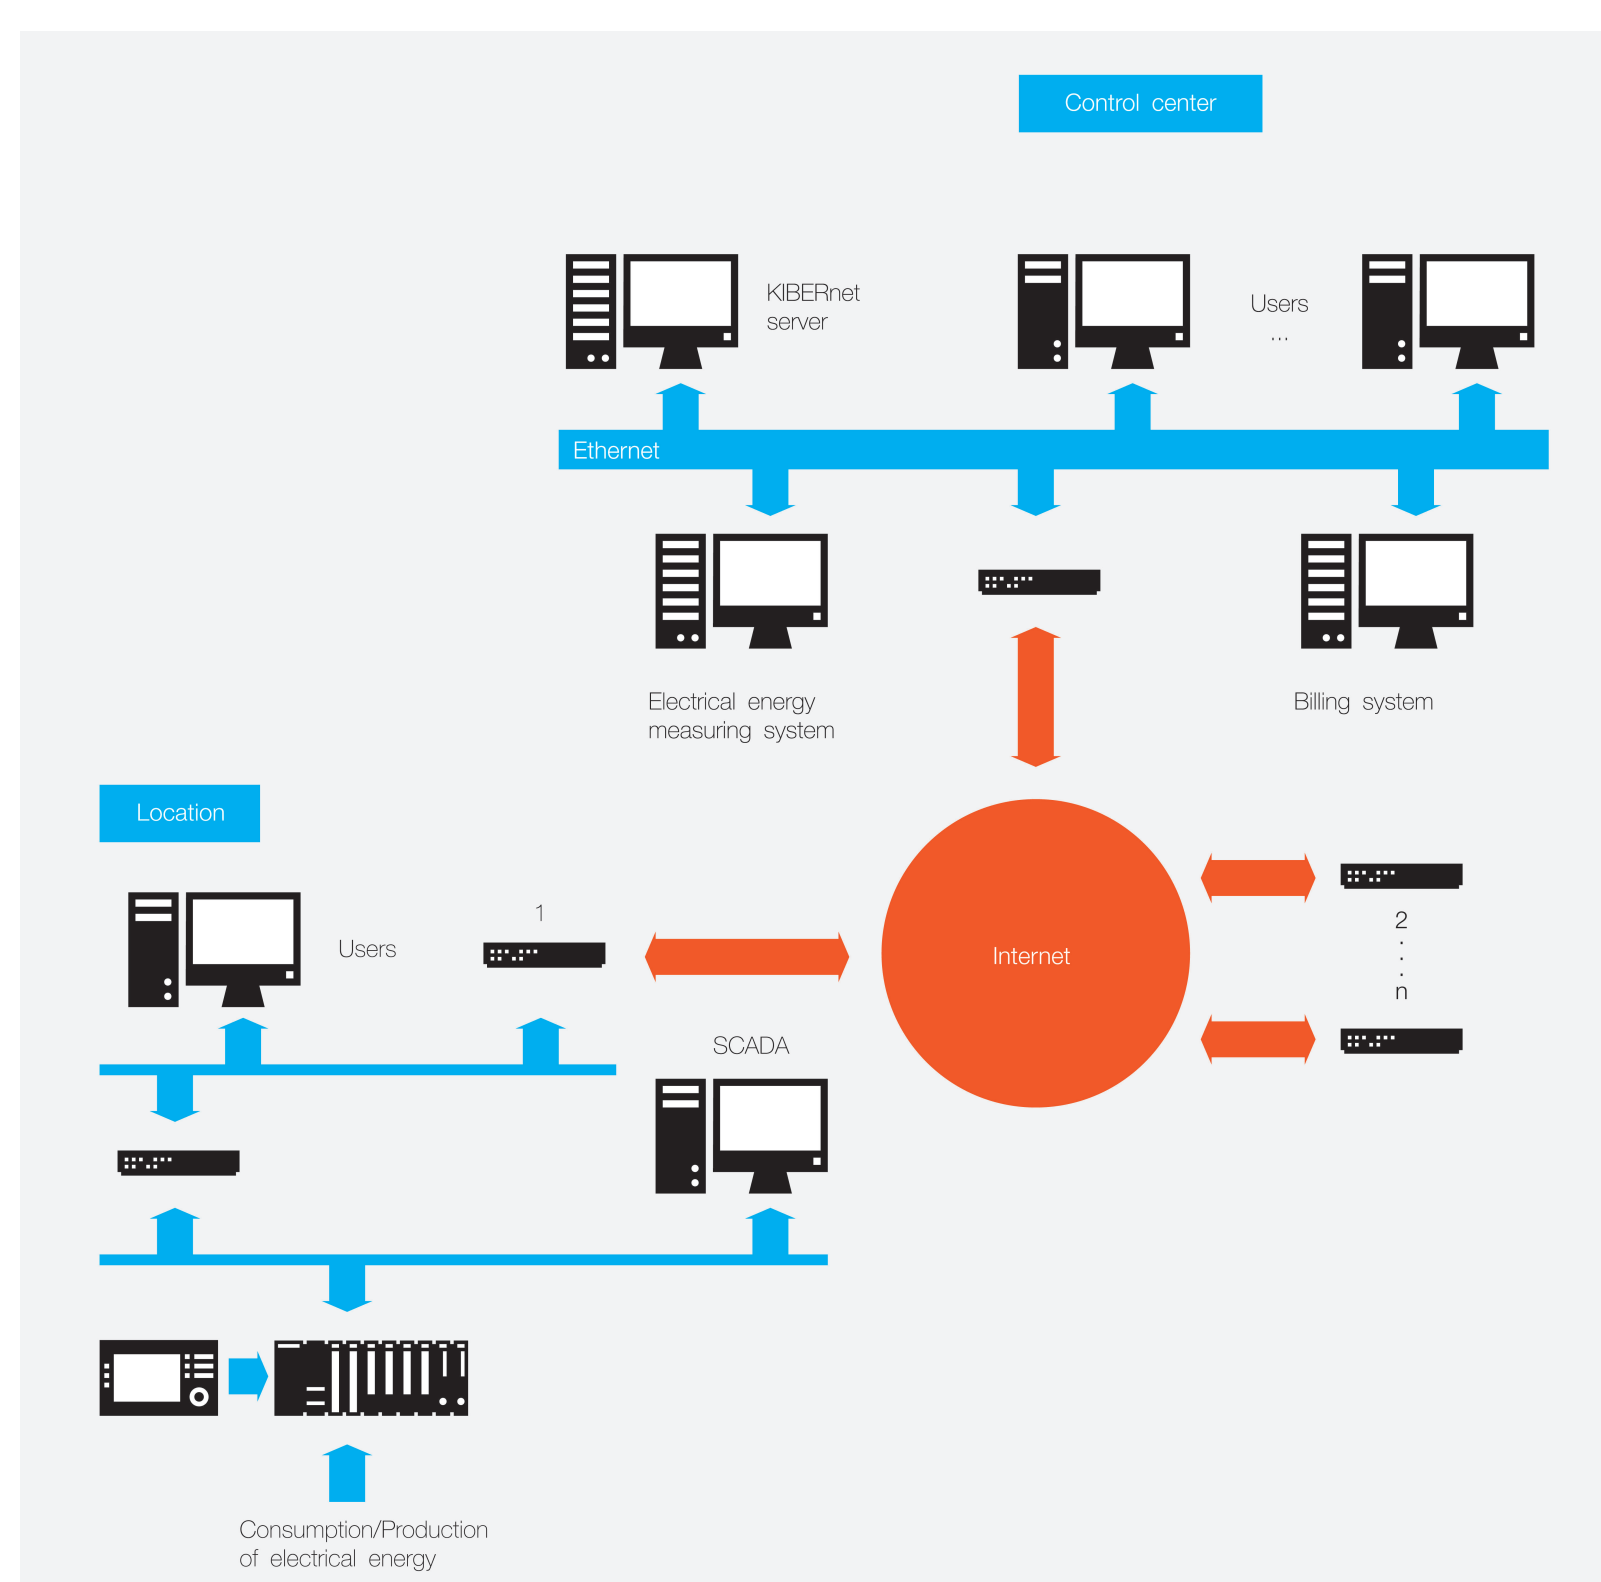 Control center
KIBERnet
server
Users
...
Ethernet
Electrical energy
measuring system
Billing system
Location
Users
1
Internet
2
.
.
.
n
SCADA
Consumption/Production
of electrical energy